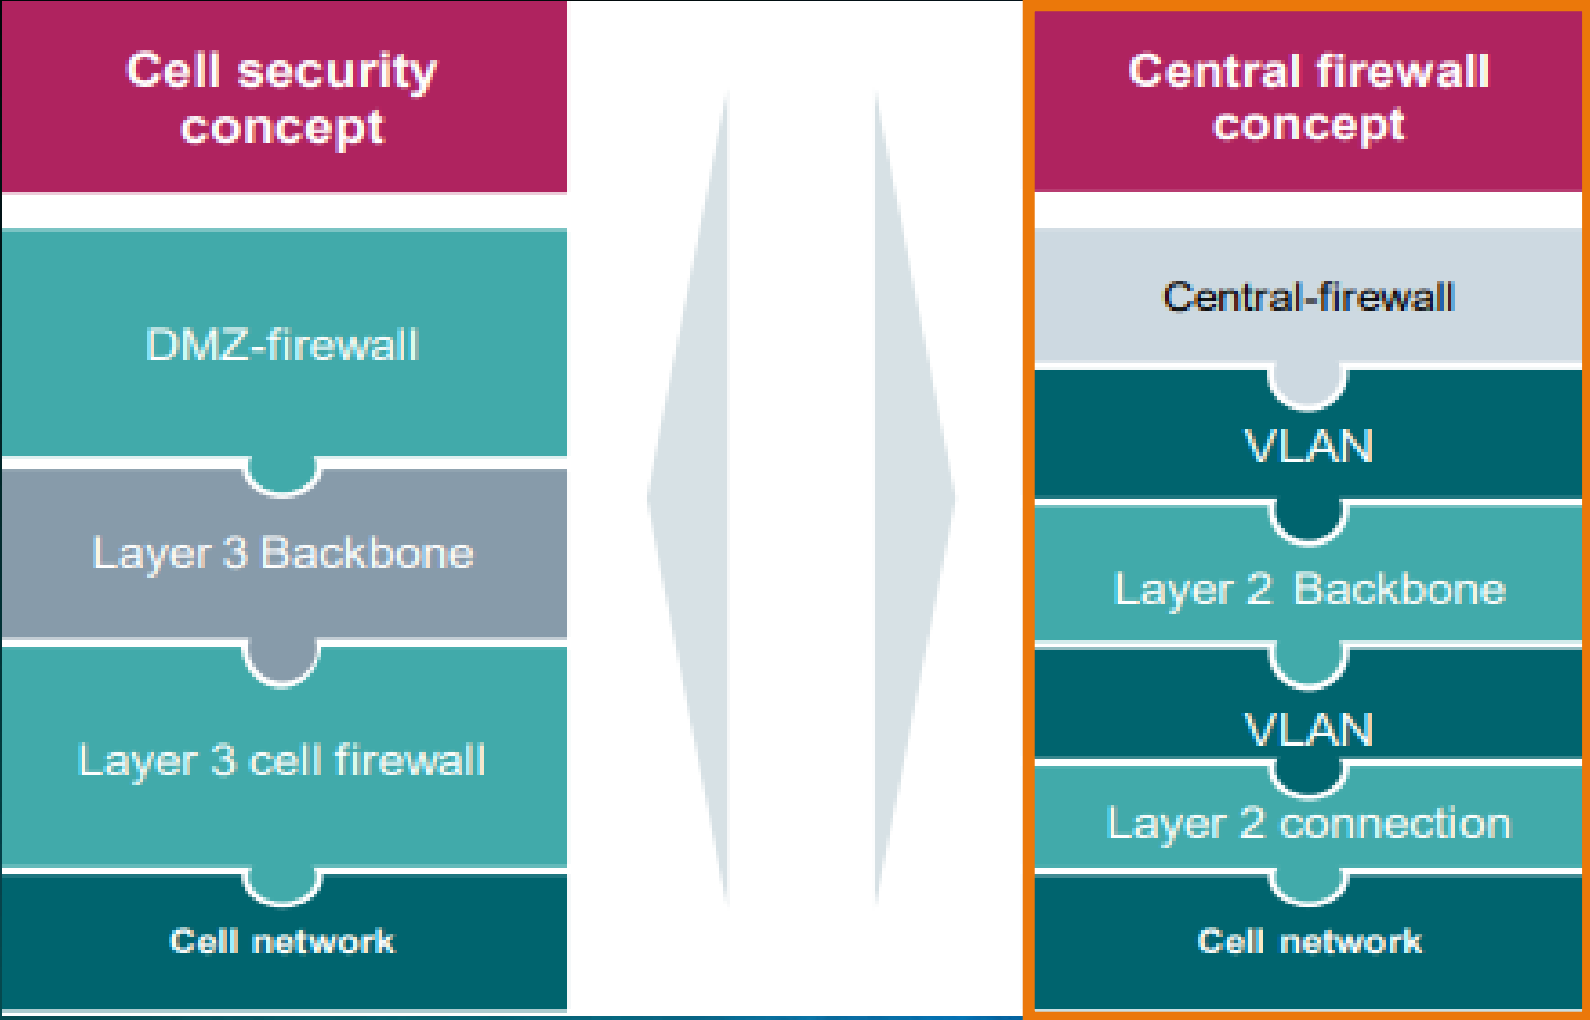 Cell security
concept
DMZ-firewall
Layer 3 Backbone
Layer 3 cell firewall
Cell network
Central firewall
concept
Central-firewall
VLAN
Layer 2 Backbone
VLAN
Layer 2 connection
Cell network